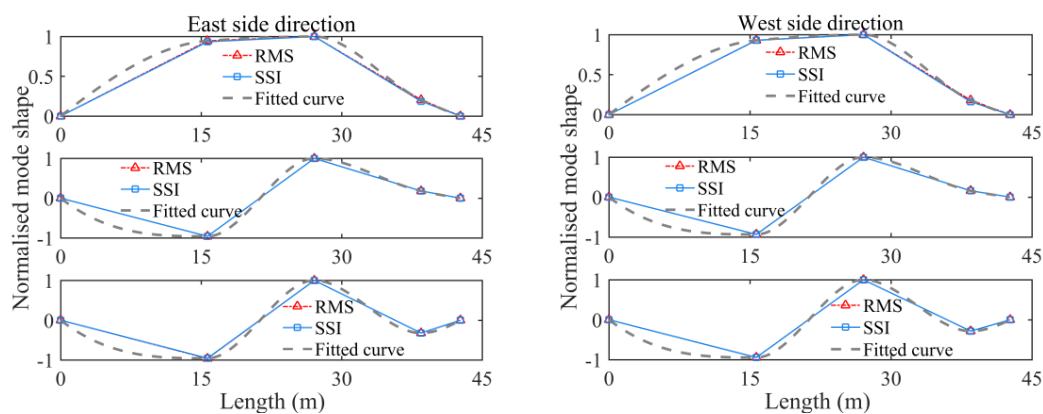 East side direction
Normalised mode shape
1
0.5
0
RMS
SSI
Fitted curve
0 15 30 45
1
0
-1
RMS
SSI
Fitted curve
0 15 30 45
1
0
-1
RMS
SSI
Fitted curve
0 15 30 45
Length (m)
West side direction
Normalised mode shape
1
0.5
0
RMS
SSI
Fitted curve
0 15 30 45
1
0
-1
RMS
SSI
Fitted curve
0 15 30 45
1
0
-1
RMS
SSI
Fitted curve
0 15 30 45
Length (m)